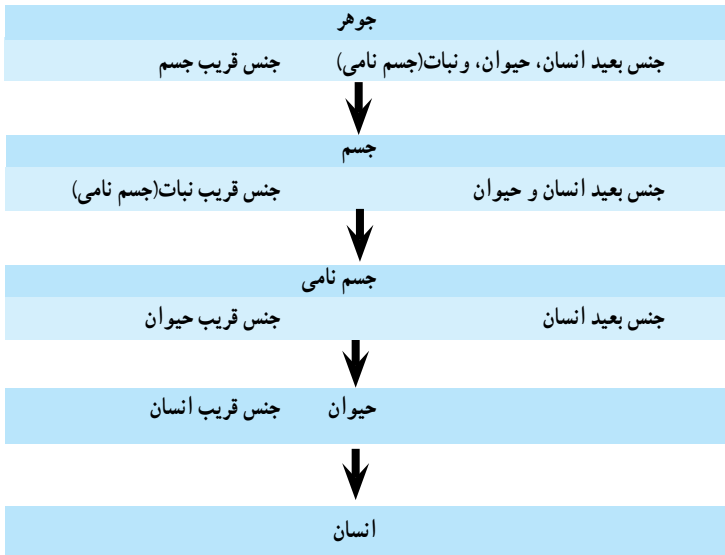 جوهر
جنس بعید انسان، حیوان، ونبات(جسم نامی) جنس قریب جسم
جسم
جنس بعید انسان و حیوان جنس قریب نبات(جسم نامی)
جسم نامی
جنس بعید انسان جنس قریب حیوان
حیوان جنس قریب انسان
انسان